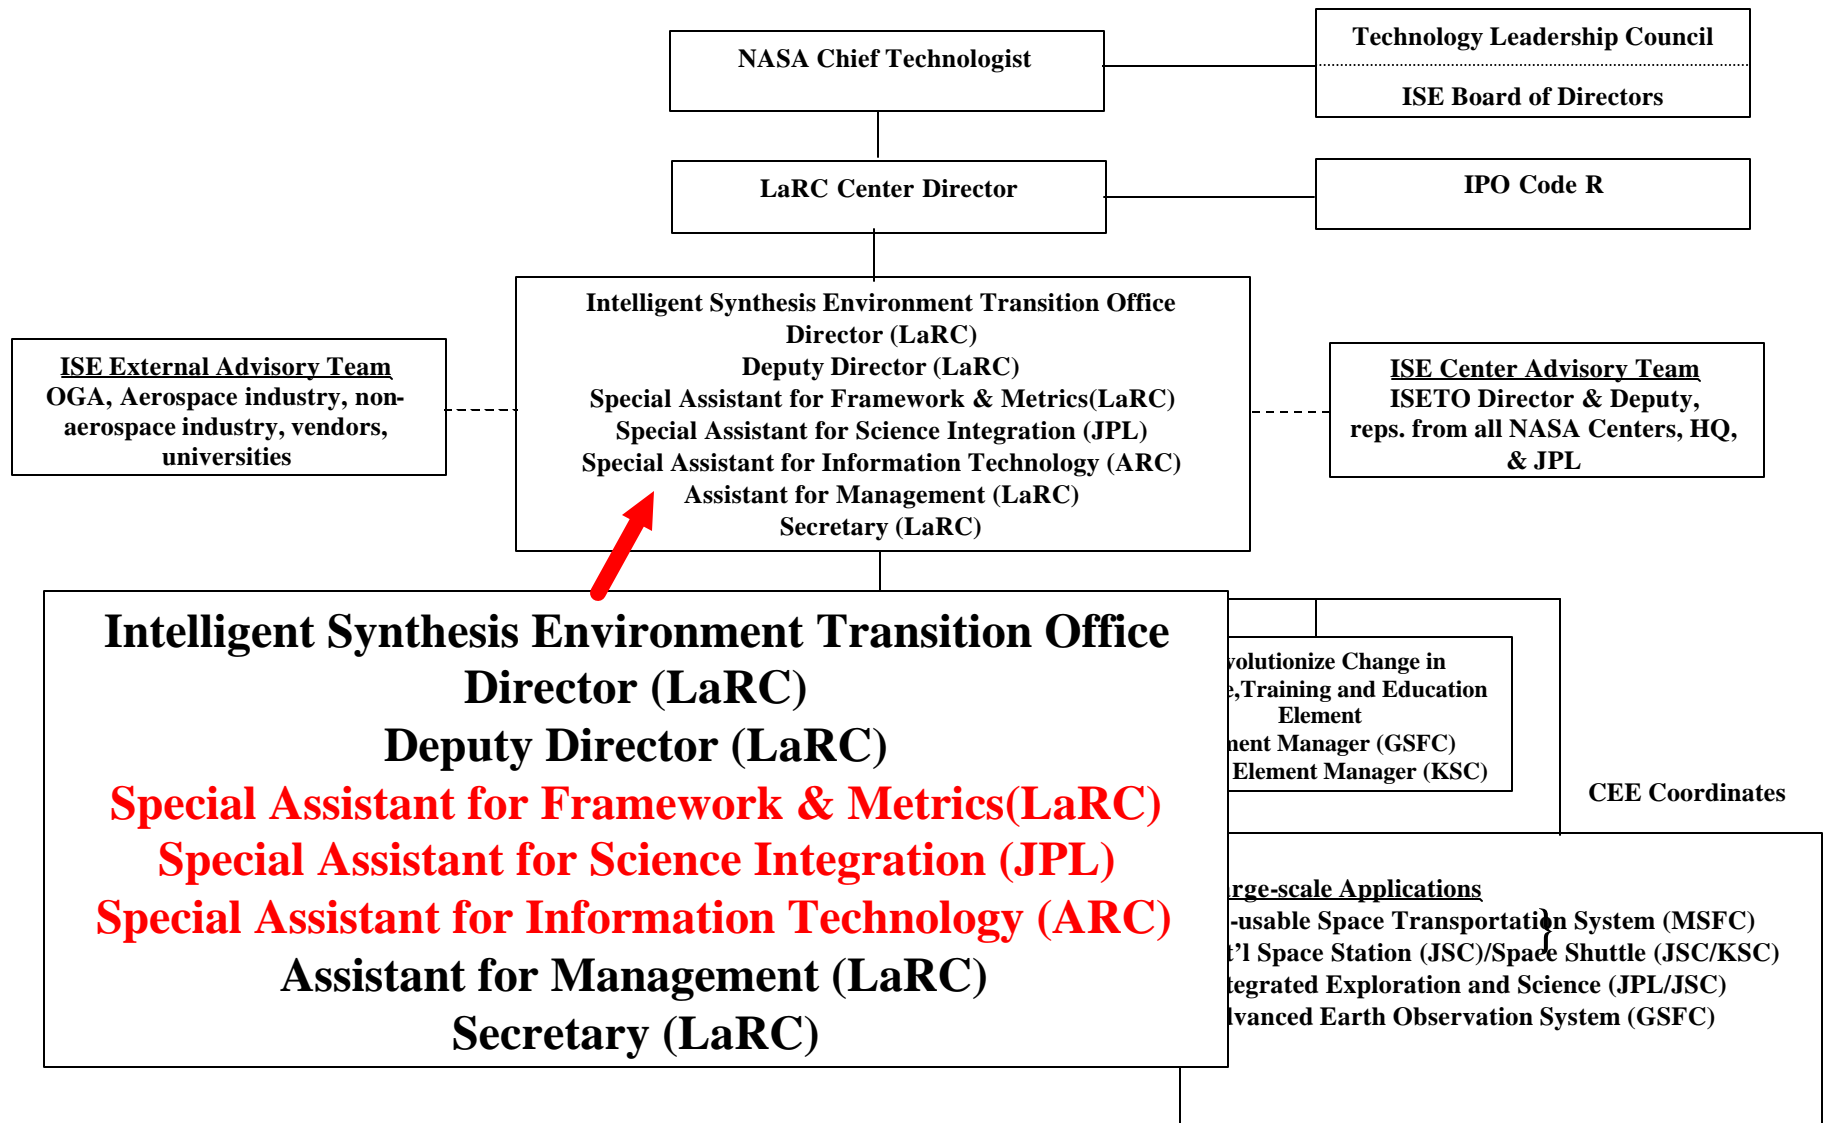 NASA Chief Technologist
Technology Leadership Council
ISE Board of Directors
LaRC Center Director
IPO Code R
Intelligent Synthesis Environment Transition Office
Director (LaRC)
Deputy Director (LaRC)
Special Assistant for Framework & Metrics(LaRC)
Special Assistant for Science Integration (JPL)
Special Assistant for Information Technology (ARC)
Assistant for Management (LaRC)
Secretary (LaRC)
ISE External Advisory Team
OGA, Aerospace industry, non-
aerospace industry, vendors,
universities
ISE Center Advisory Team
ISETO Director & Deputy,
reps. from all NASA Centers, HQ,
& JPL
Intelligent Synthesis Environment Transition Office
Director (LaRC)
Deputy Director (LaRC)
Special Assistant for Framework & Metrics(LaRC)
Special Assistant for Science Integration (JPL)
Special Assistant for Information Technology (ARC)
Assistant for Management (LaRC)
Secretary (LaRC)
volutionize Change in
e,Training and Education
Element
ment Manager (GSFC)
Element Manager (KSC)
CEE Coordinates
arge-scale Applications
-usable Space Transportation System (MSFC)
t'l Space Station (JSC)/Space Shuttle (JSC/KSC)
tegrated Exploration and Science (JPL/JSC)
dvanced Earth Observation System (GSFC)
}